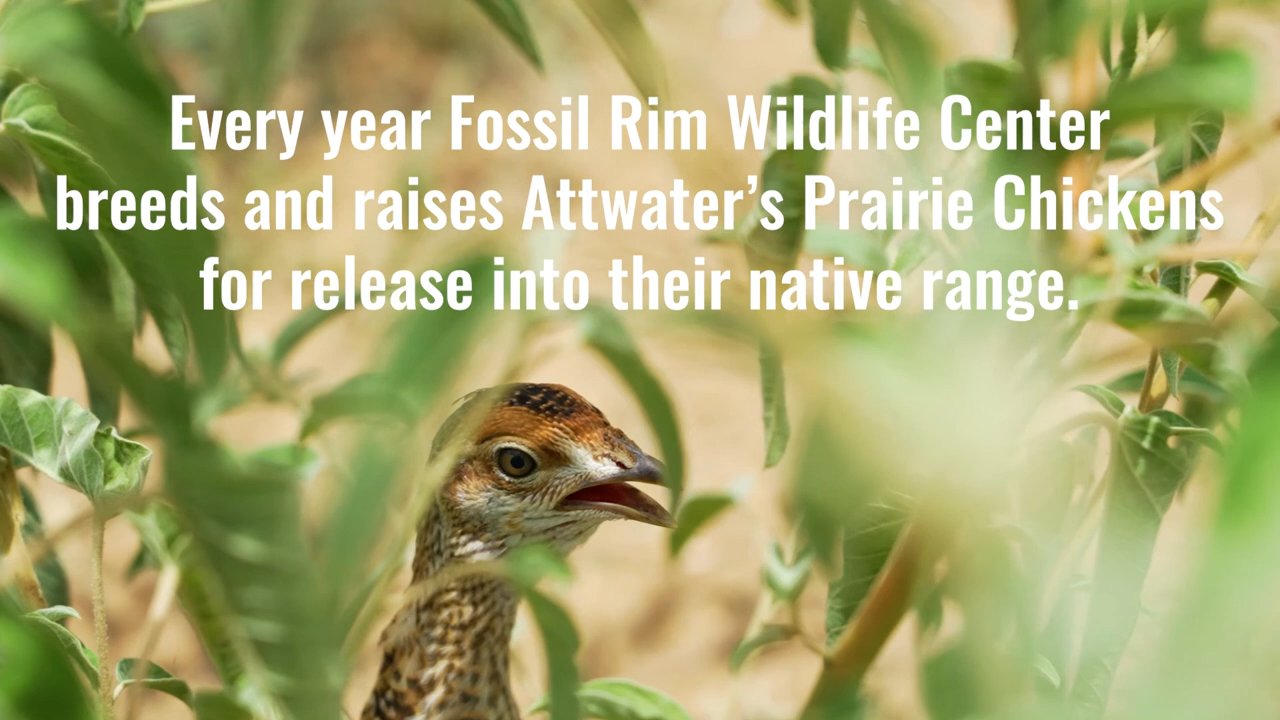 Every year Fossil Rim Wildlife Center
breeds and raises Attwater’s Prairie Chickens
for release into their native range.